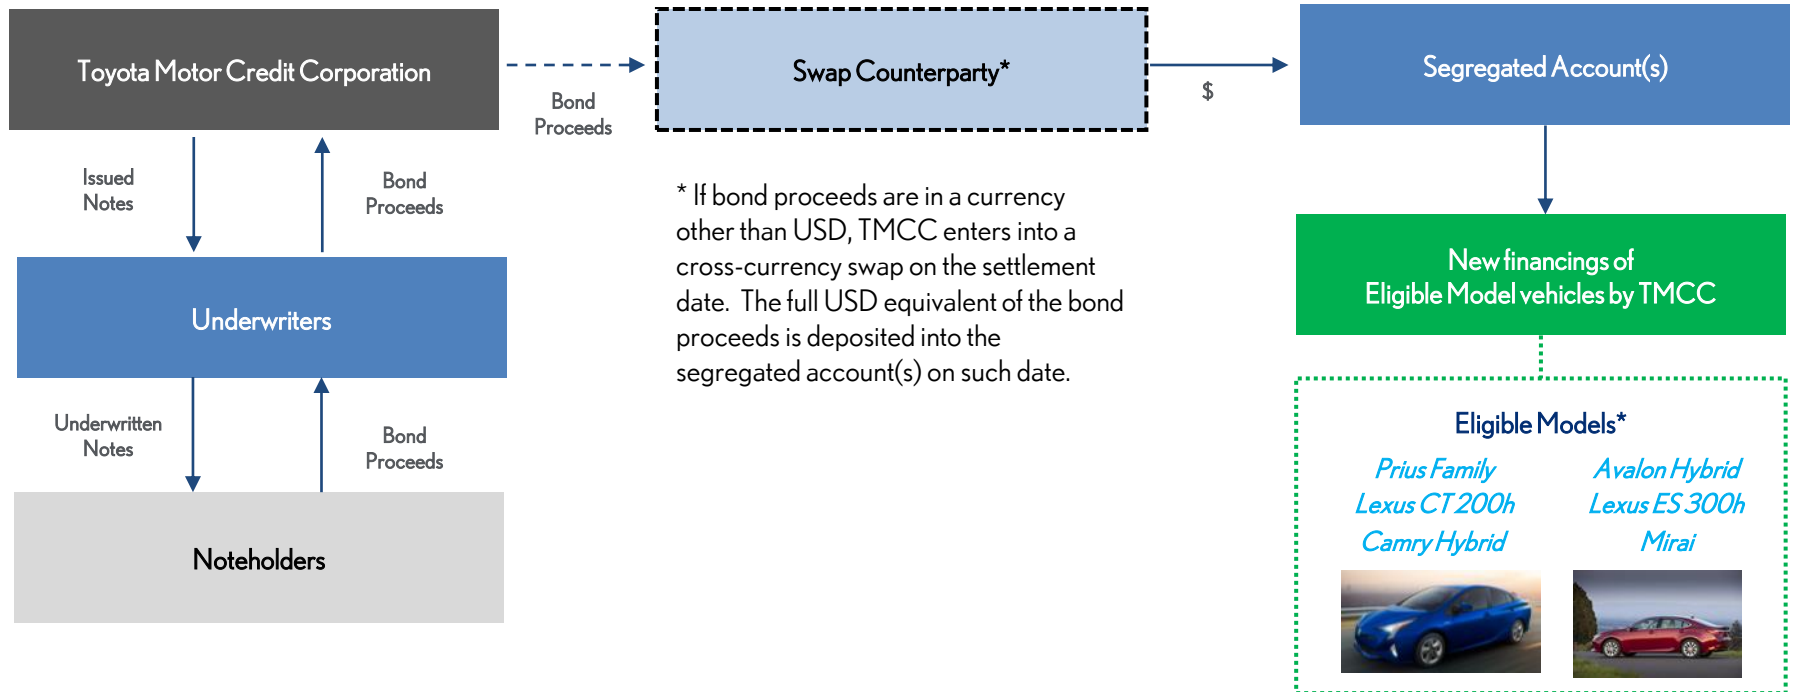 Toyota Motor Credit Corporation
Bond
Proceeds
Swap Counterparty*
$
Segregated Account(s)
Issued
Notes
Bond
Proceeds
* If bond proceeds are in a currency
other than USD, TMCC enters into a
cross-currency swap on the settlement
date.  The full USD equivalent of the bond
proceeds is deposited into the
segregated account(s) on such date.
New financings of
Eligible Model vehicles by TMCC
Underwriters
Underwritten
Notes
Bond
Proceeds
Noteholders
Eligible Models*
Prius Family
Avalon Hybrid
Lexus CT 200h
Lexus ES 300h
Camry Hybrid
Mirai